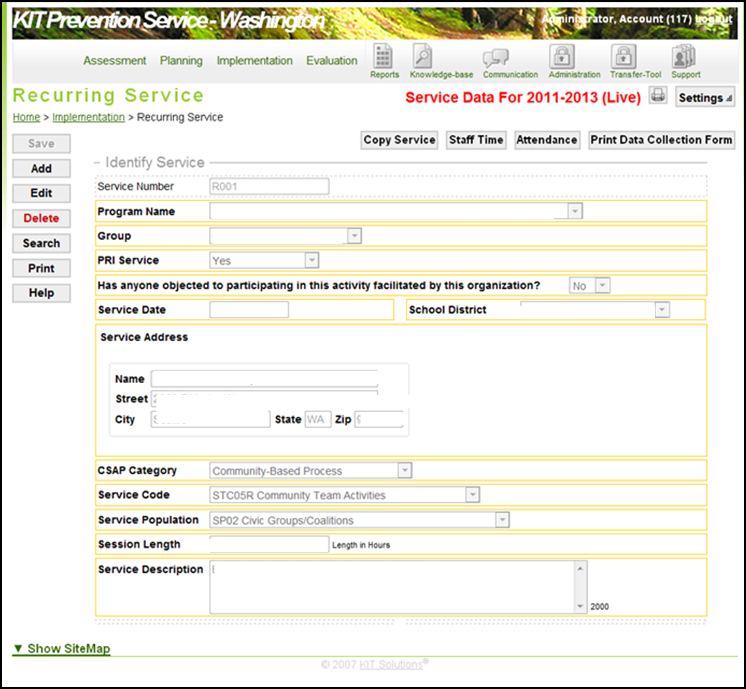 KIT Prevention Service - Washington
Administrator, Account (117) Logout
Assessment Planning Implementation Evaluation
Reports Knowledge-base Communication Administration Transfer-Tool Support
Recurring Service
Service Data For 2011-2013 (Live)
Settings
Home > Implementation > Recurring Service
Save
Add
Edit
Delete
Search
Print
Help
Copy Service Staff Time Attendance Print Data Collection Form
Identify Service
Service Number R001
Program Name
Group
PRI Service Yes
Has anyone objected to participating in this activity facilitated by this organization? No
Service Date School District
Service Address
Name
Street
City State WA Zip
CSAP Category Community-Based Process
Service Code STC05R Community Team Activities
Service Population SP02 Civic Groups/Coalitions
Session Length Length in Hours
Service Description
2000
▼ Show SiteMap
© 2007 KIT Solutions®